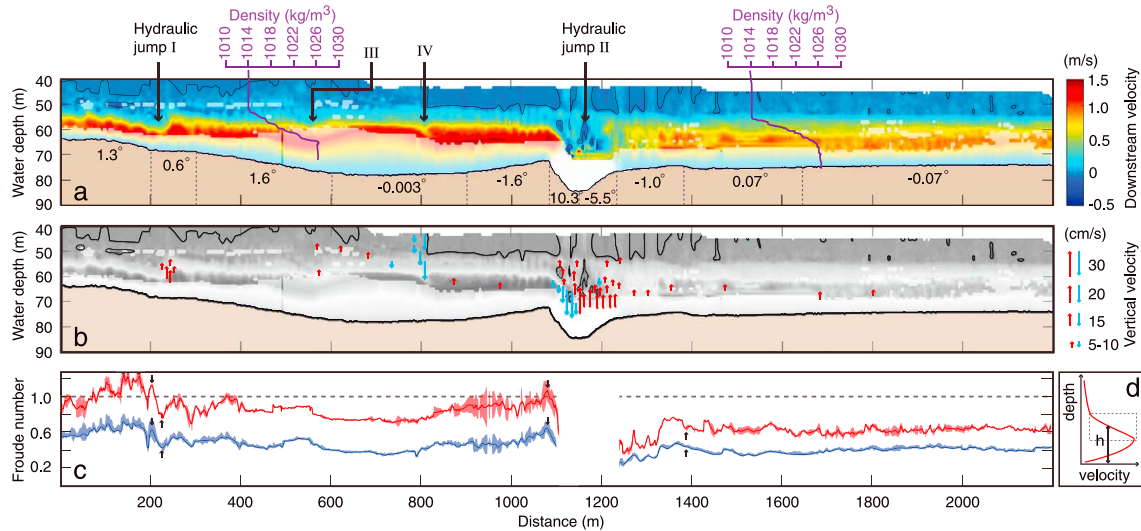 Density (kg/m³)
1010 1014 1018 1022 1026 1030
Hydraulic
jump I
III
IV
Hydraulic
jump II
Density (kg/m³)
1010 1014 1018 1022 1026 1030
(m/s)
1.5
1.0
0.5
0
-0.5
Downstream velocity
Water depth (m)
40
50
60
70
80
90
1.3°
0.6°
1.6°
-0.003°
-1.6°
10.3°
-5.5°
-1.0°
0.07°
-0.07°
a
Water depth (m)
40
50
60
70
80
90
b
(cm/s)
30
20
15
5-10
Vertical velocity
Froude number
1.0
0.6
0.2
c
200 400 600 800 1000 1200 1400 1600 1800 2000
Distance (m)
d
depth
h
velocity